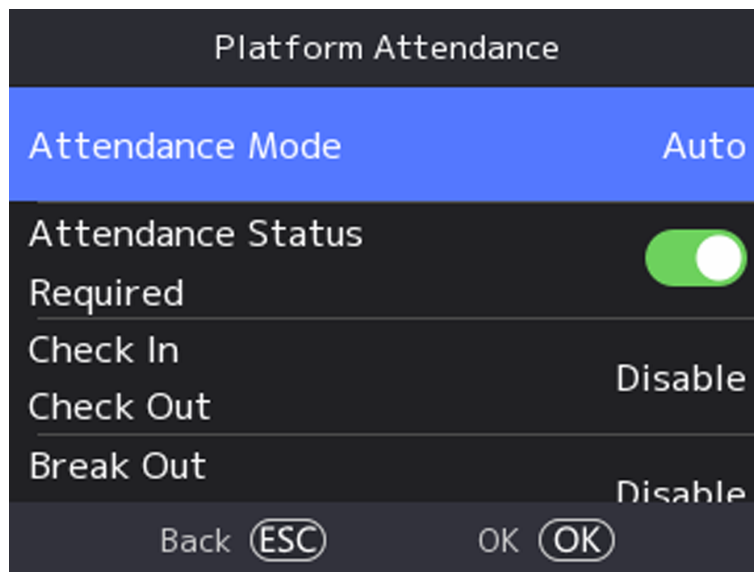 Platform Attendance
Attendance Mode Auto
Attendance Status
Required
Check In
Check Out
Disable
Break Out
Disable
Back ESC OK OK